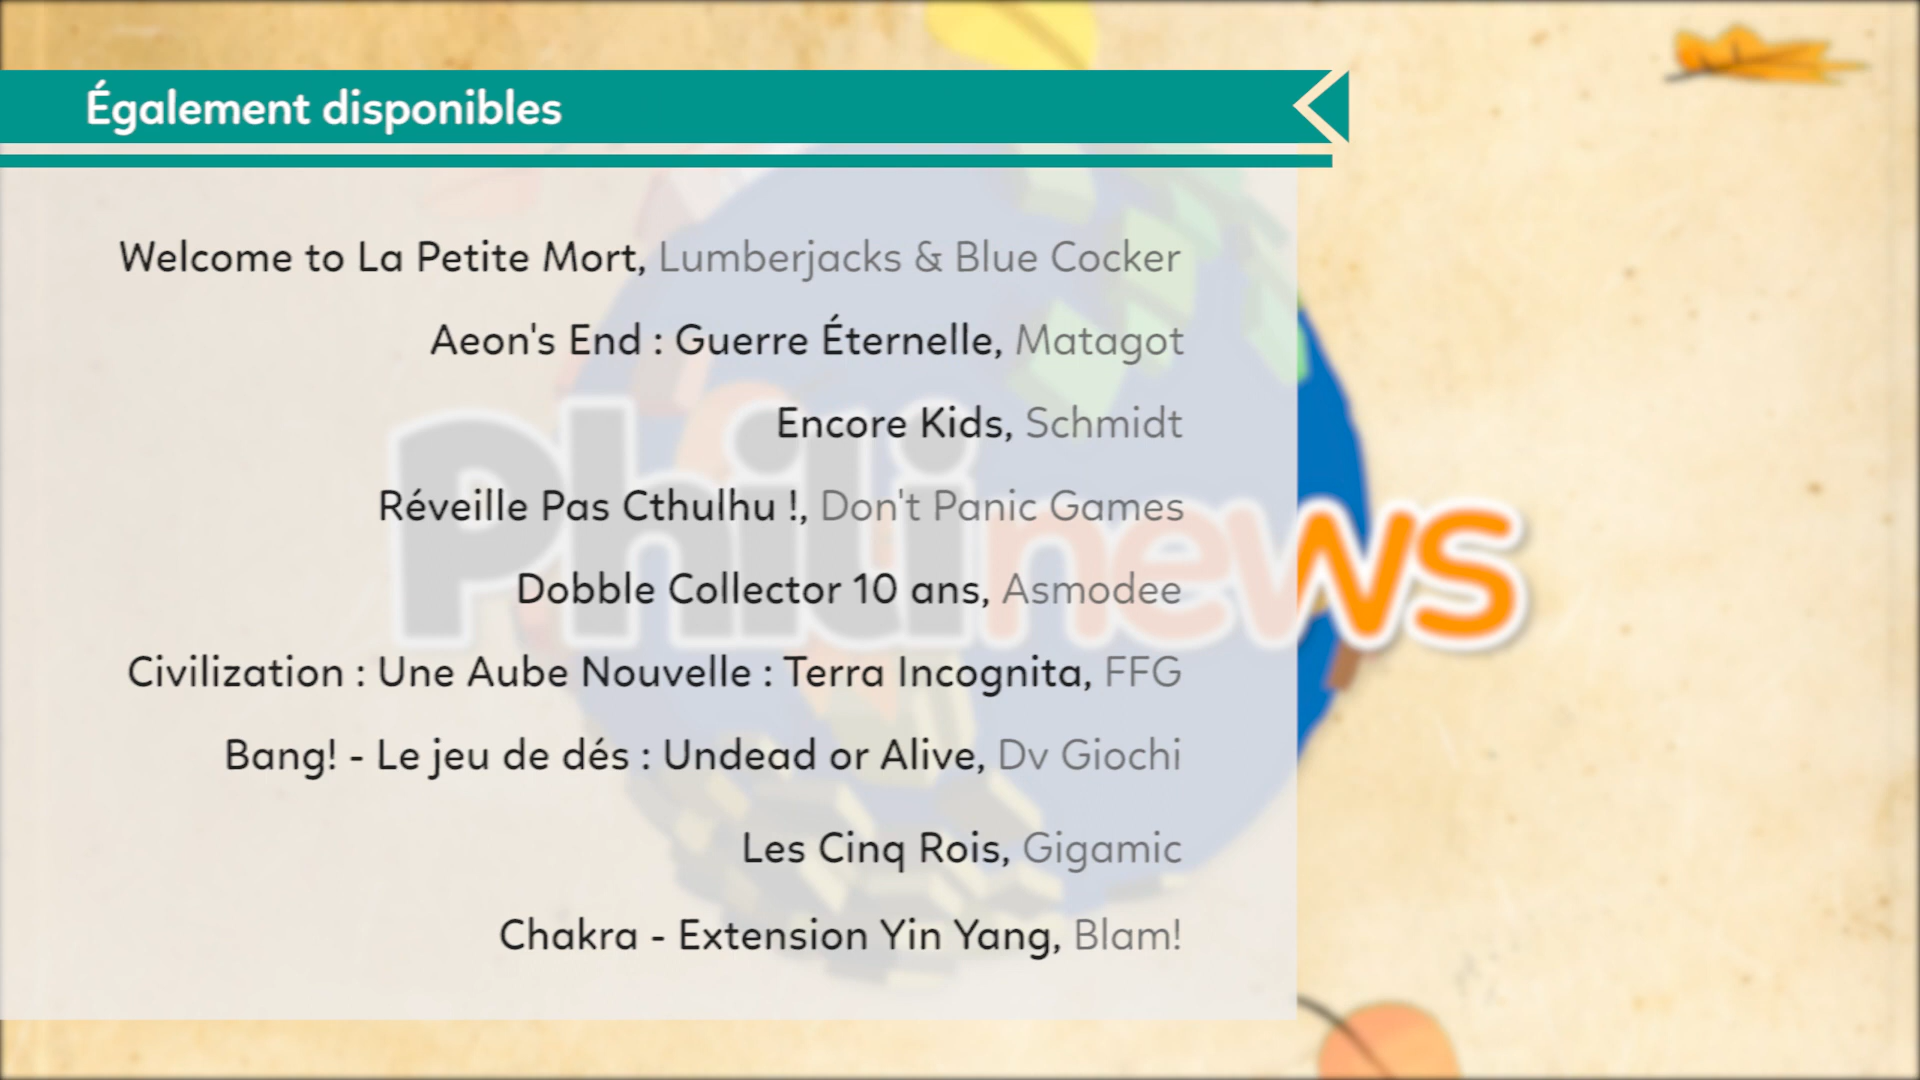 Également disponibles
Welcome to La Petite Mort, Lumberjacks & Blue Cocker
Aeon's End : Guerre Éternelle, Matagot
Encore Kids, Schmidt
Réveille Pas Cthulhu !, Don't Panic Games
Dobble Collector 10 ans, Asmodee
Civilization : Une Aube Nouvelle : Terra Incognita, FFG
Bang! - Le jeu de dés : Undead or Alive, Dv Giochi
Les Cinq Rois, Gigamic
Chakra - Extension Yin Yang, Blam!
Philinews